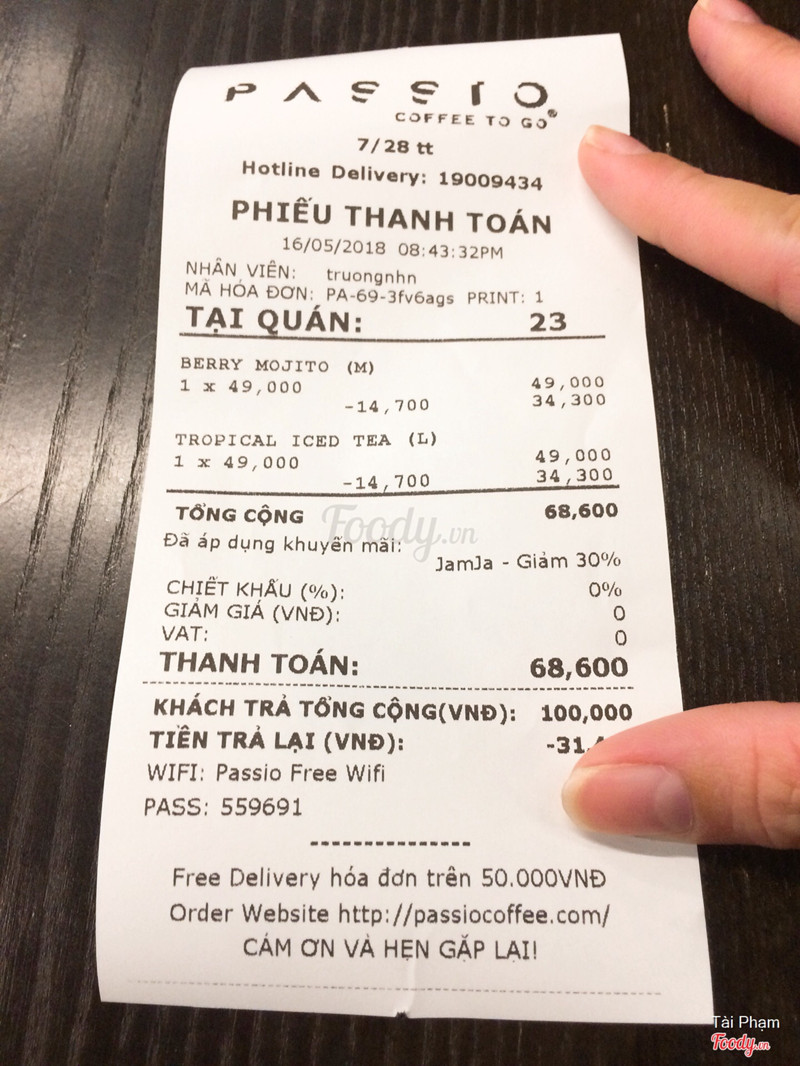 PASSIO
COFFEE TO GO®
7/28 tt
Hotline Delivery: 19009434
PHIẾU THANH TOÁN
16/05/2018 08:43:32PM
NHÂN VIÊN: truongnhn
MÃ HÓA ĐƠN: PA-69-3fv6ags PRINT: 1
TẠI QUÁN: 23
BERRY MOJITO (M)
1 x 49,000 49,000
-14,700 34,300
TROPICAL ICED TEA (L)
1 x 49,000 49,000
-14,700 34,300
TỔNG CỘNG 68,600
Foody.vn
Đã áp dụng khuyến mãi:
JamJa - Giảm 30%
CHIẾT KHẤU (%): 0%
GIẢM GIÁ (VNĐ): 0
VAT: 0
THANH TOÁN: 68,600
KHÁCH TRẢ TỔNG CỘNG(VNĐ): 100,000
TIỀN TRẢ LẠI (VNĐ):
WIFI: Passio Free Wifi
PASS: 559691
Free Delivery hóa đơn trên 50.000VNĐ
Order Website http://passiocoffee.com/
CÁM ƠN VÀ HẸN GẶP LẠI!
Tài Phạm
Foody.vn